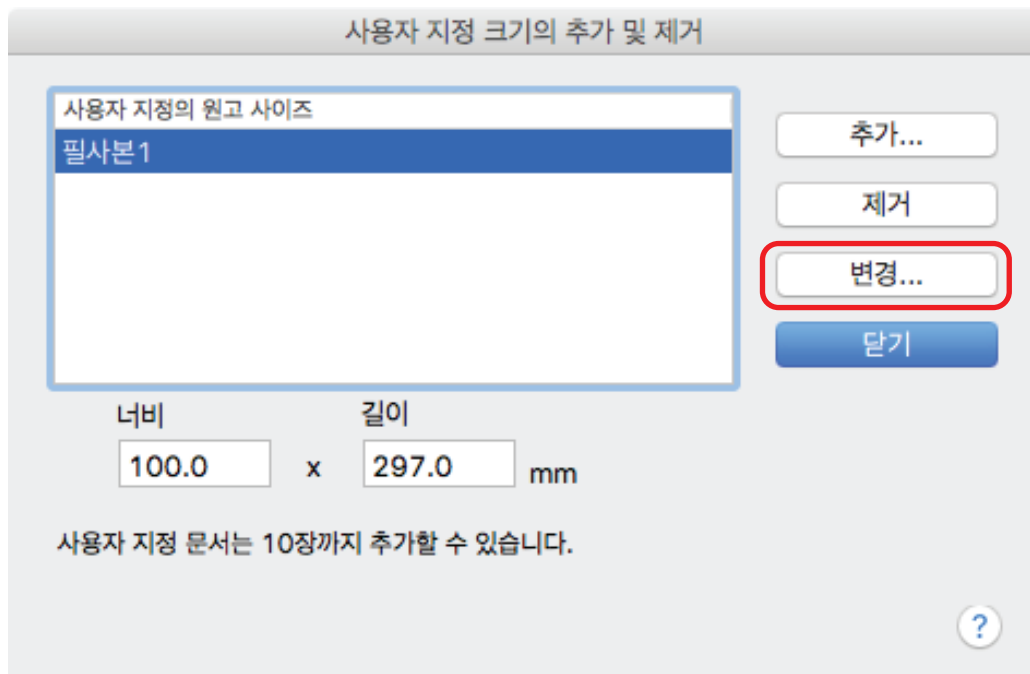 사용자 지정 크기의 추가 및 제거
사용자 지정의 원고 사이즈
필사본1
추가...
제거
변경...
닫기
너비 길이
100.0 x 297.0 mm
사용자 지정 문서는 10장까지 추가할 수 있습니다.
?